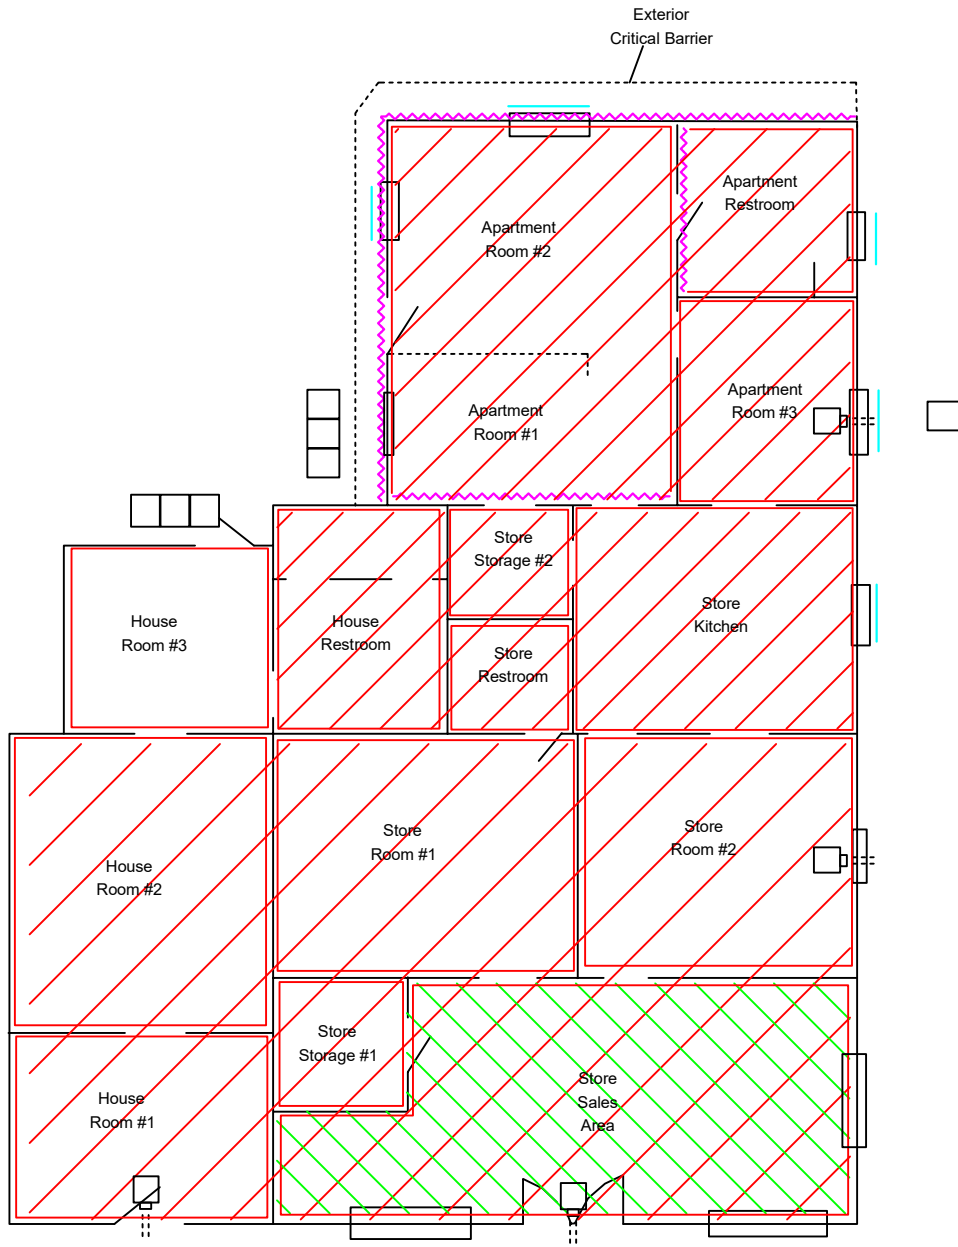 Exterior
Critical Barrier
Apartment
Restroom
Apartment
Room #2
Apartment
Room #3
Apartment
Room #1
Store
Storage #2
Store
Kitchen
House
Room #3
House
Restroom
Store
Restroom
Store
Room #1
Store
Room #2
House
Room #2
Store
Storage #1
Store
Sales
Area
House
Room #1